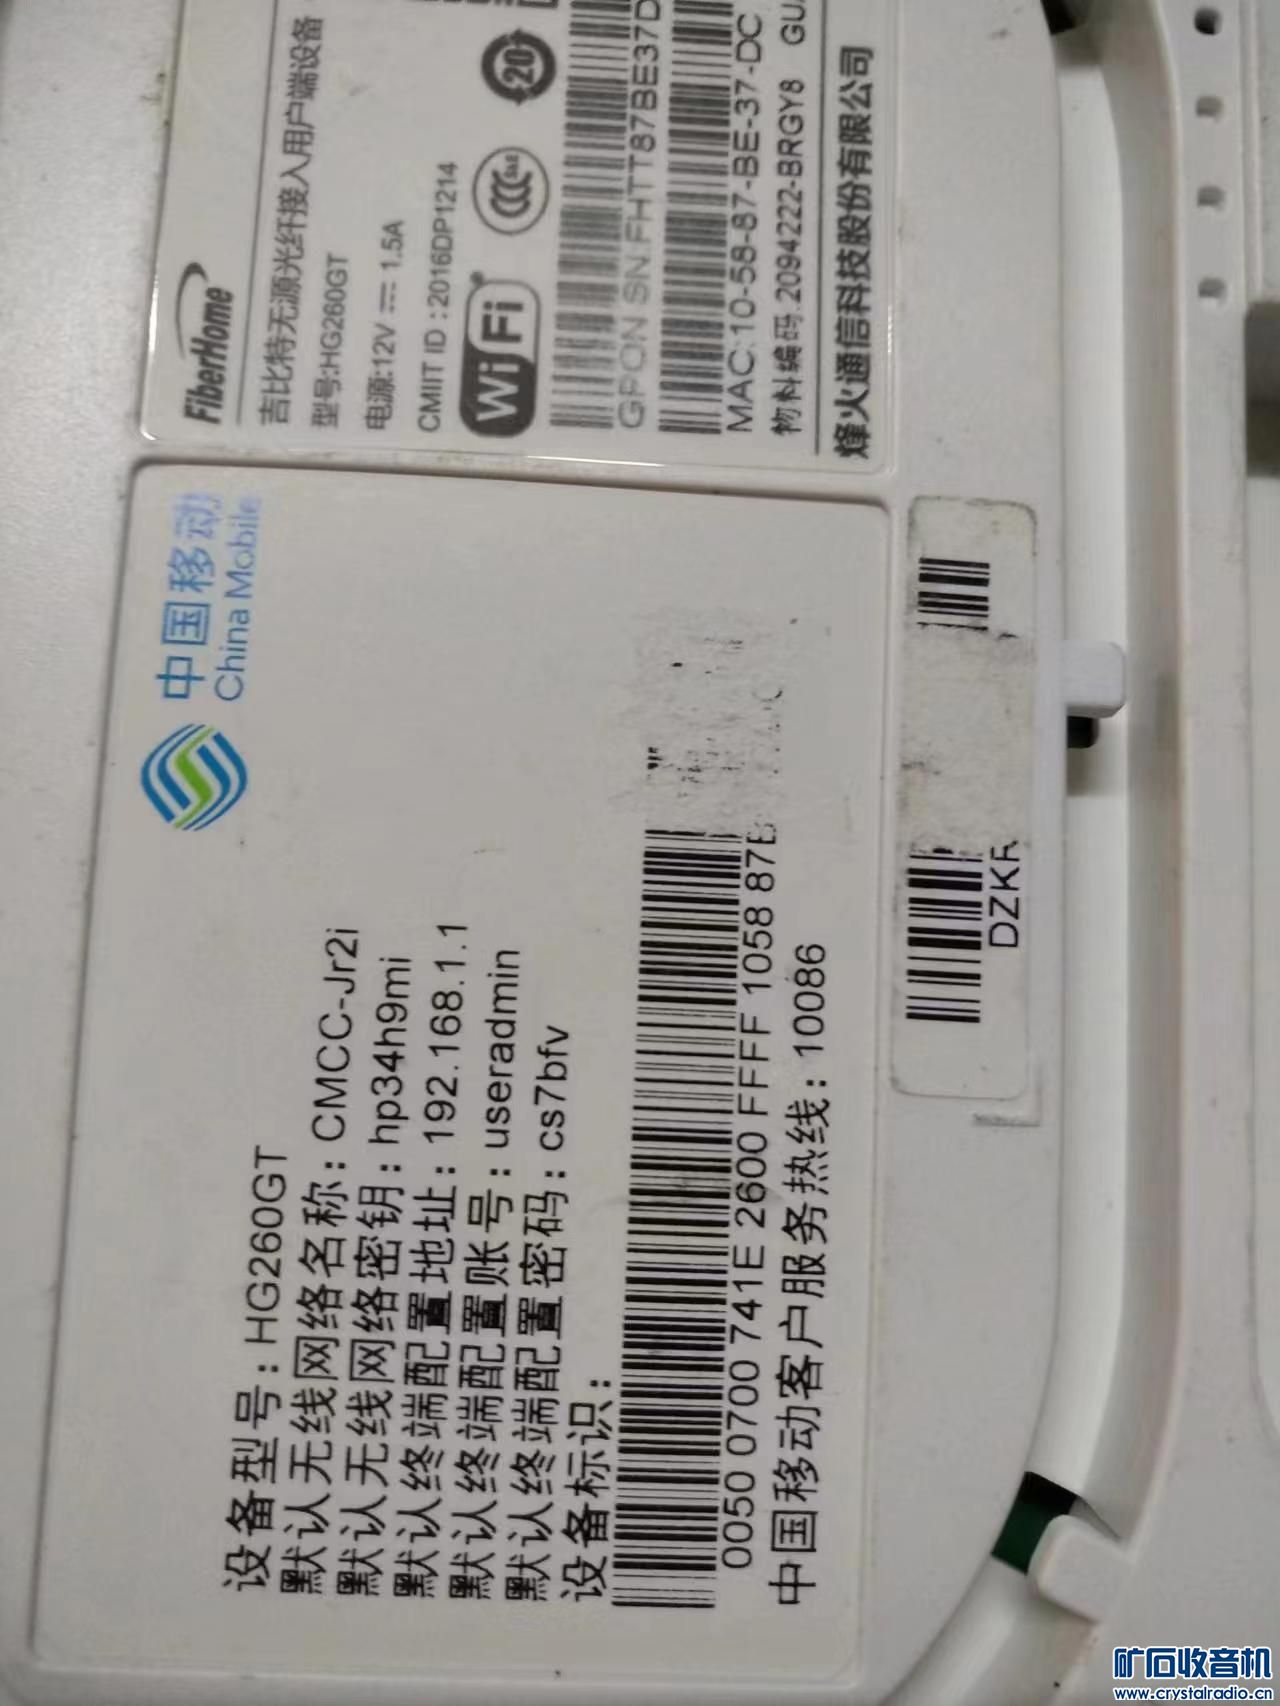 中国移动
China Mobile
设备型号：HG260GT
默认无线网络名称：CMCC-Jr2i
默认无线网络密钥：hp34h9mi
默认终端配置地址：192.168.1.1
默认终端配置账号：useradmin
默认终端配置密码：cs7bfv
设备标识：
0050 0700 741E 2600 FFFF 1058 87B
中国移动客户服务热线：10086
DZKF
FiberHome
吉比特无源光纤接入用户端设备
型号:HG260GT
电源:12V 1.5A
CMIIT ID:2016DP1214
WiFi
CCC
S&E
20
GPON SN.FHTT87BE37D
MAC:10-58-87-BE-37-DC
物料编码.2094222-BRGY8 GU
烽火通信科技股份有限公司
矿石收音机
www.crystalradio.cn